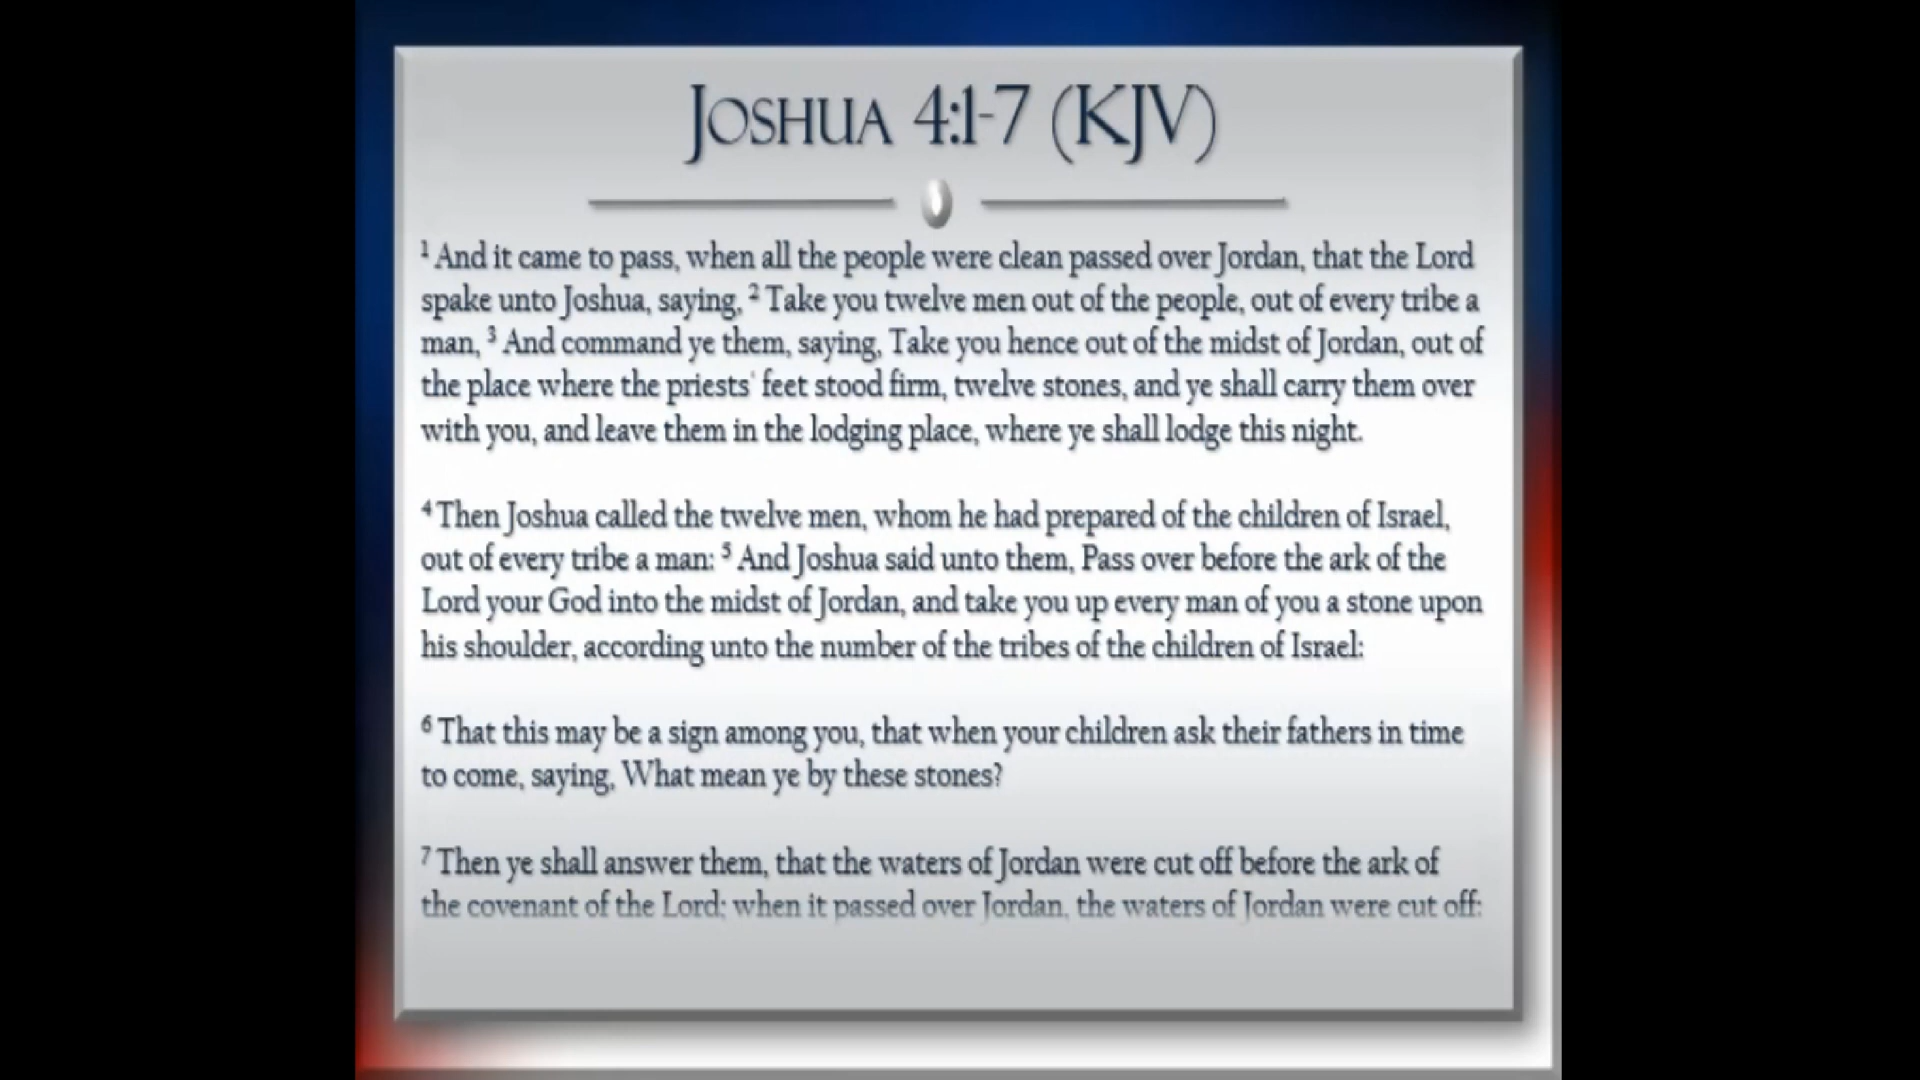 Joshua 4:1-7 (KJV)
1 And it came to pass, when all the people were clean passed over Jordan, that the Lord
spake unto Joshua, saying, 2 Take you twelve men out of the people, out of every tribe a
man, 3 And command ye them, saying, Take you hence out of the midst of Jordan, out of
the place where the priests' feet stood firm, twelve stones, and ye shall carry them over
with you, and leave them in the lodging place, where ye shall lodge this night.
4 Then Joshua called the twelve men, whom he had prepared of the children of Israel,
out of every tribe a man: 5 And Joshua said unto them, Pass over before the ark of the
Lord your God into the midst of Jordan, and take you up every man of you a stone upon
his shoulder, according unto the number of the tribes of the children of Israel:
6 That this may be a sign among you, that when your children ask their fathers in time
to come, saying, What mean ye by these stones?
7 Then ye shall answer them, that the waters of Jordan were cut off before the ark of
the covenant of the Lord; when it passed over Jordan, the waters of Jordan were cut off: